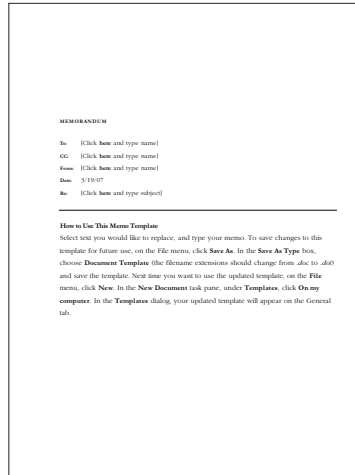 MEMORANDUM
To: [Click here and type name]
CC: [Click here and type name]
From: [Click here and type name]
Date: 3/19/07
Re: [Click here and type subject]
How to Use This Memo Template
Select text you would like to replace, and type your memo. To save changes to this
template for future use, on the File menu, click Save As. In the Save As Type box,
choose Document Template (the filename extensions should change from .doc to .dot)
and save the template. Next time you want to use the updated template, on the File
menu, click New. In the New Document task pane, under Templates, click On my
computer. In the Templates dialog, your updated template will appear on the General
tab.